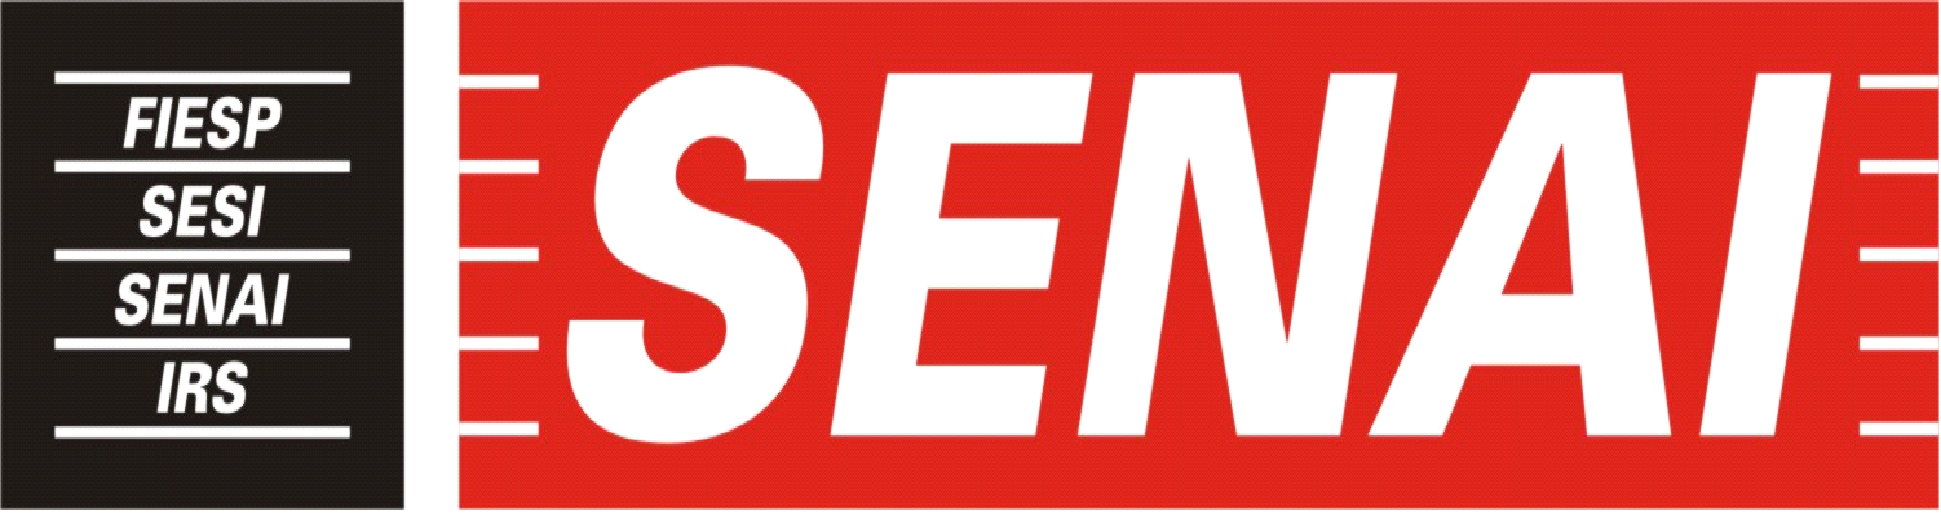 FIESP
SESI
SENAI
IRS
SENAI